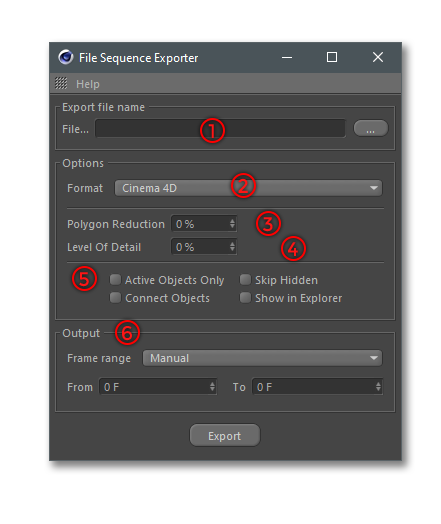 File Sequence Exporter
Help
Export file name
File... ① ...
Options
Format Cinema 4D ②
Polygon Reduction 0 % ③
Level Of Detail 0 % ④
⑤ Active Objects Only Skip Hidden
Connect Objects Show in Explorer
Output ⑥
Frame range Manual
From 0 F To 0 F
Export